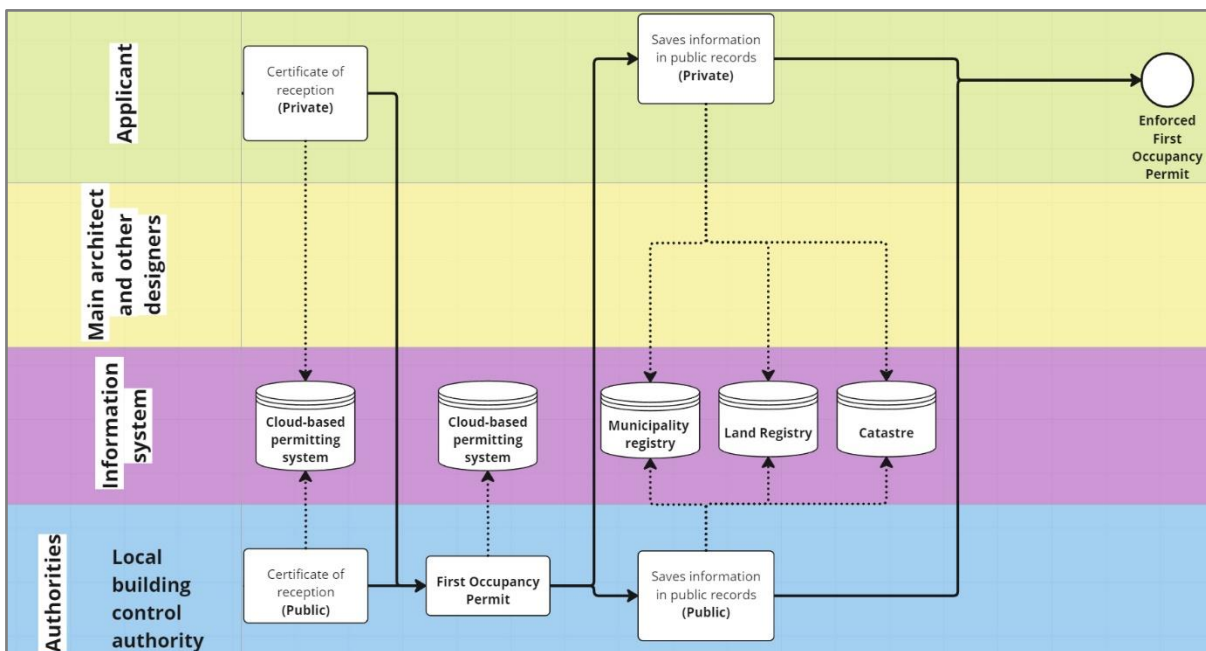 Applicant
Certificate of
reception
(Private)
Saves information
in public records
(Private)
Enforced
First
Occupancy
Permit
Main architect
and other
designers
Information
system
Cloud-based
permitting
system
Cloud-based
permitting
system
Municipality
registry
Land Registry
Catastre
Authorities
Local
building
control
authority
Certificate of
reception
(Public)
First Occupancy
Permit
Saves information
in public records
(Public)